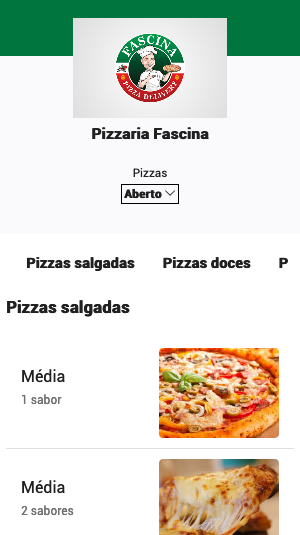 FASCINA
PIZZA DELIVERY
Pizzaria Fascina
Pizzas
Aberto
Pizzas salgadas Pizzas doces P
Pizzas salgadas
Média
1 sabor
Média
2 sabores